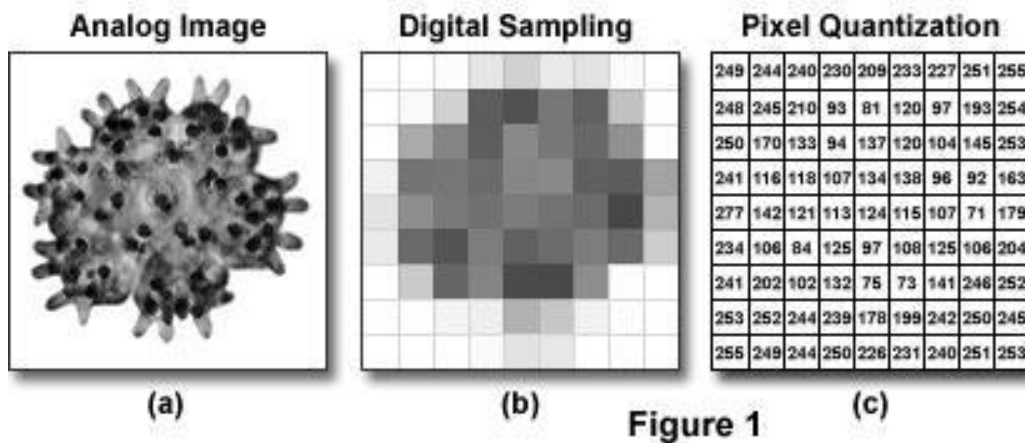 Analog Image
Digital Sampling
Pixel Quantization
249 244 240 230 209 233 227 251 255
248 245 210 93 81 120 97 193 254
250 170 133 94 137 120 104 145 253
241 116 118 107 134 138 96 92 163
277 142 121 113 124 115 107 71 179
234 106 84 125 97 108 125 106 204
241 202 102 132 75 73 141 246 252
253 252 244 239 178 199 242 250 245
255 249 244 250 226 231 240 251 253
(a)
(b)
(c)
Figure 1